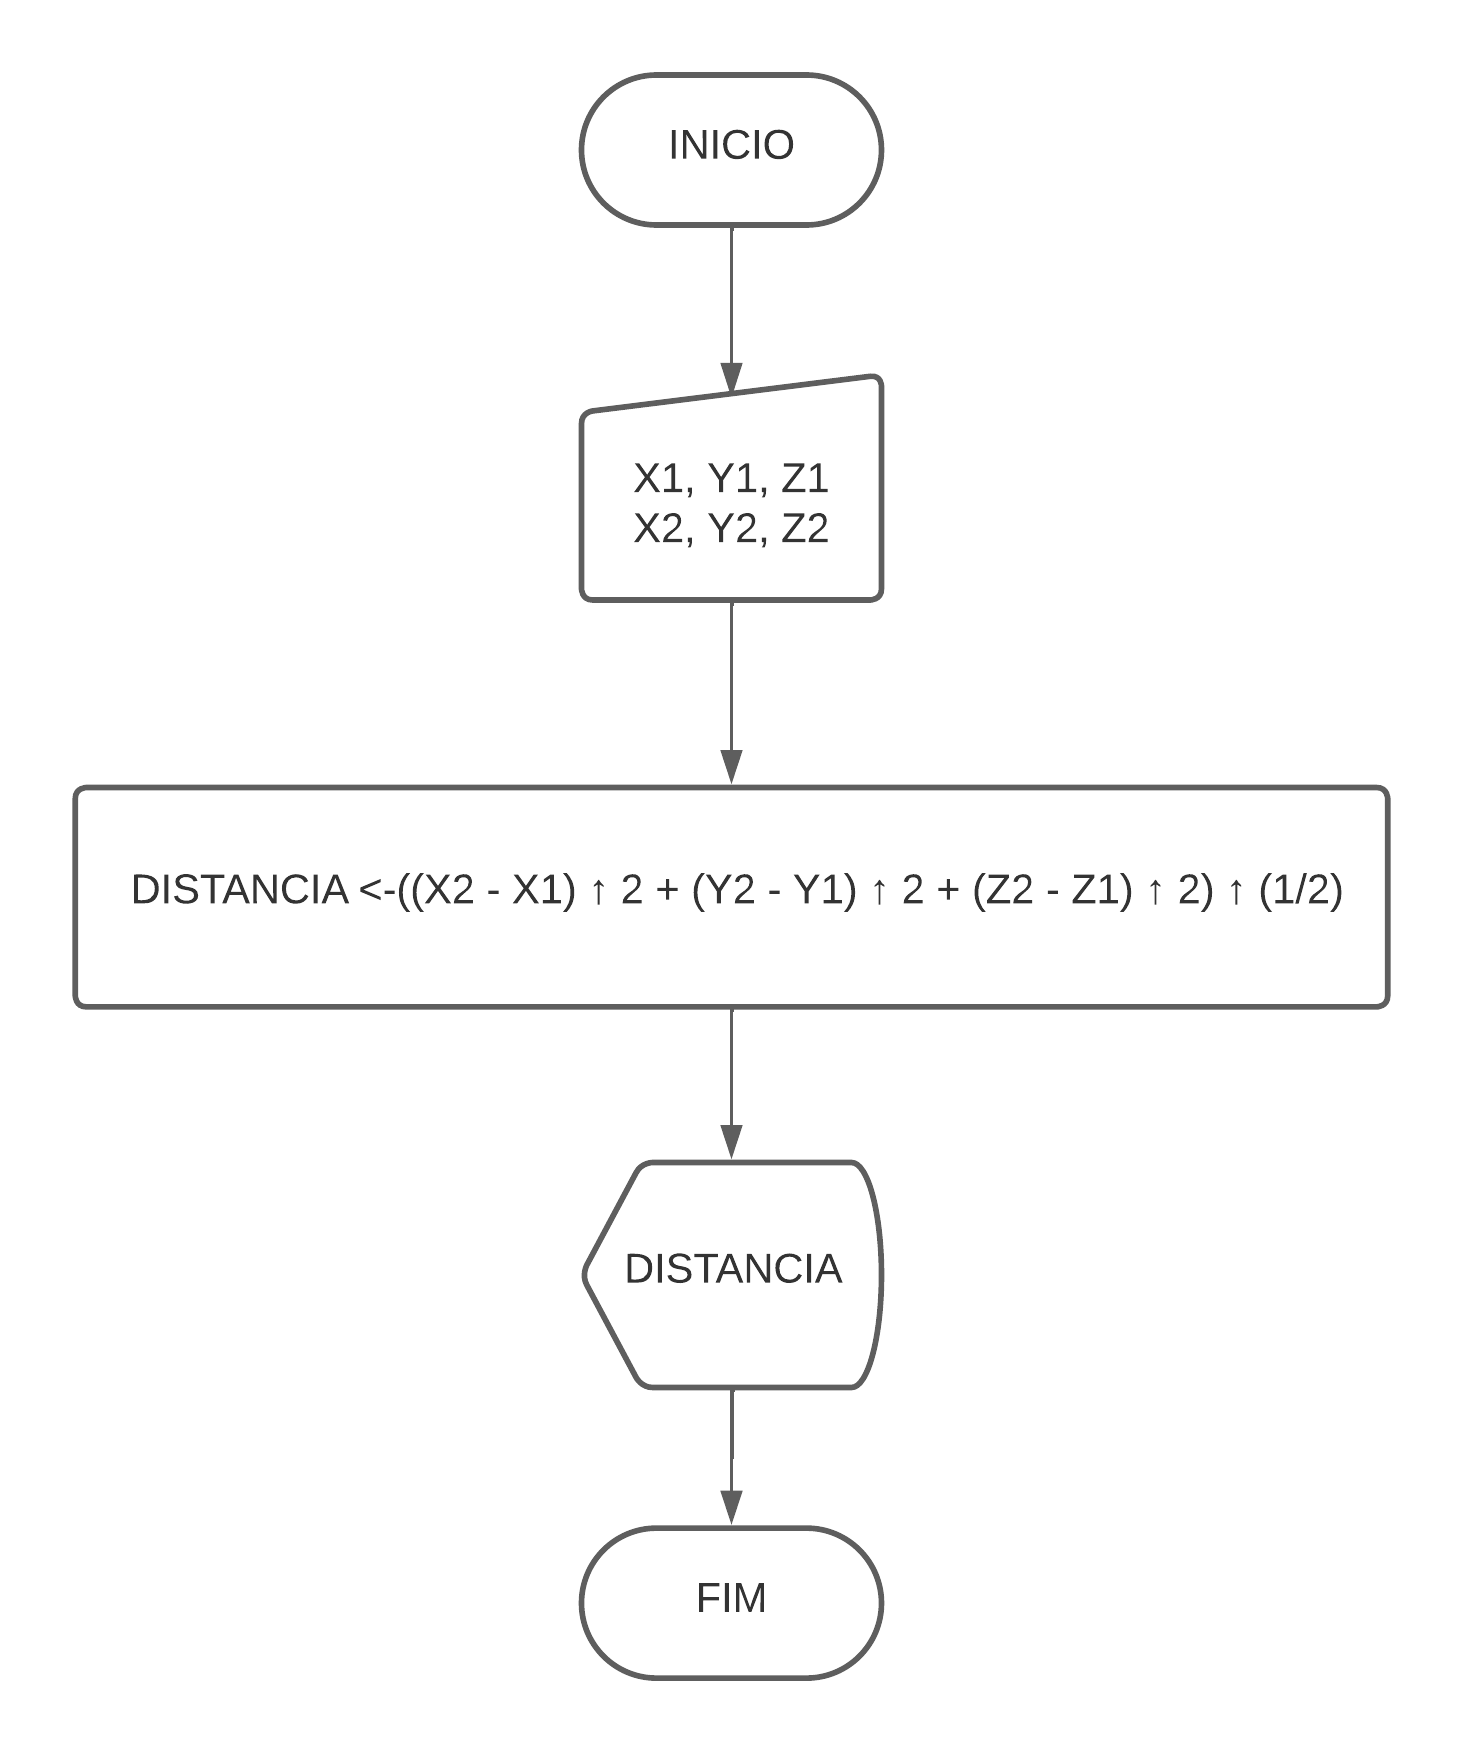 INICIO
X1, Y1, Z1
X2, Y2, Z2
DISTANCIA <-((X2 - X1) ↑ 2 + (Y2 - Y1) ↑ 2 + (Z2 - Z1) ↑ 2) ↑ (1/2)
DISTANCIA
FIM